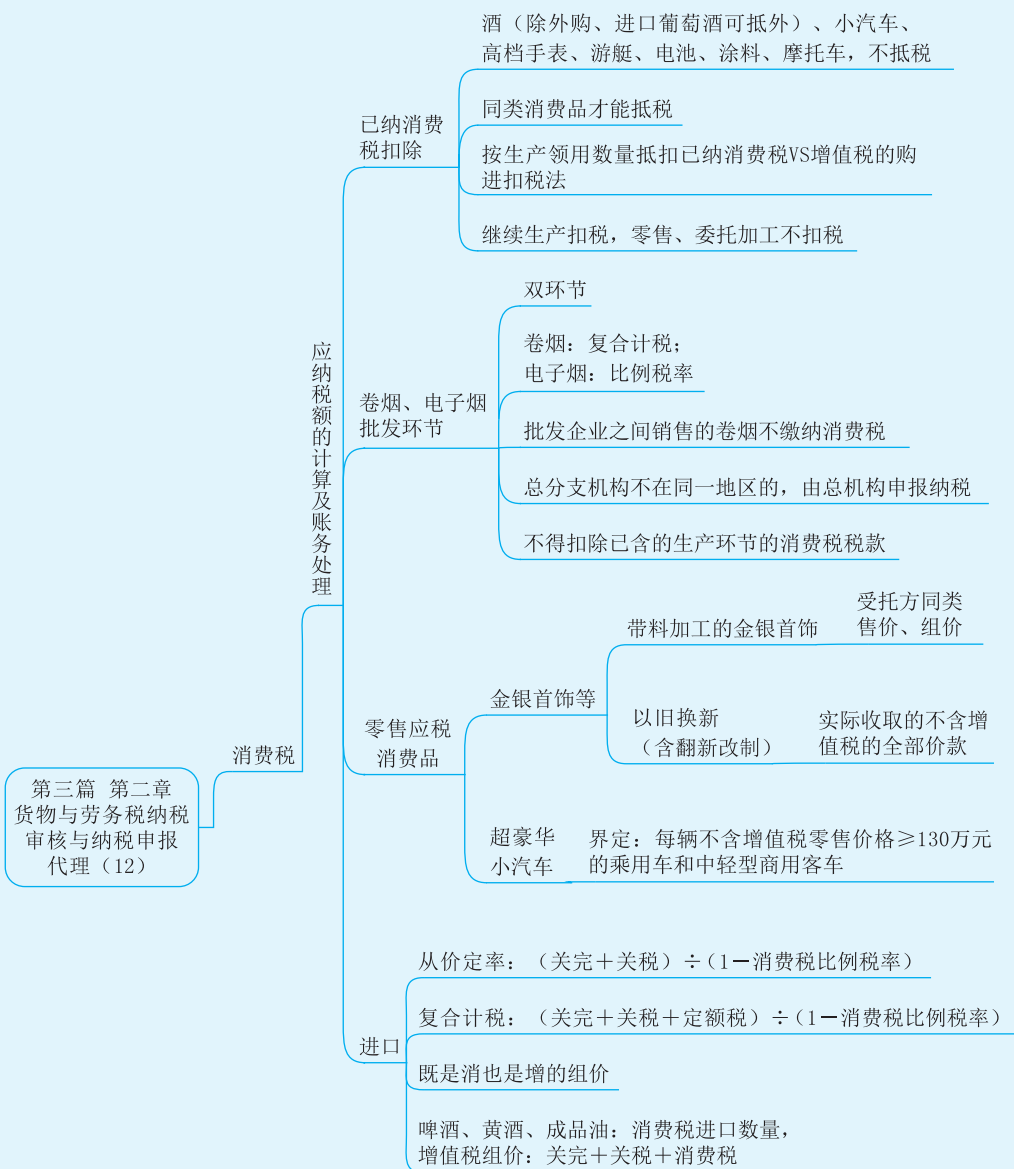 第三篇 第二章
货物与劳务税纳税
审核与纳税申报
代理（12）
消费税
应纳税额的计算及账务处理
已纳消费
税扣除
酒（除外购、进口葡萄酒可抵外）、小汽车、
高档手表、游艇、电池、涂料、摩托车，不抵税
同类消费品才能抵税
按生产领用数量抵扣已纳消费税VS增值税的购
进扣税法
继续生产扣税，零售、委托加工不扣税
卷烟、电子烟
批发环节
双环节
卷烟：复合计税；
电子烟：比例税率
批发企业之间销售的卷烟不缴纳消费税
总分支机构不在同一地区的，由总机构申报纳税
不得扣除已含的生产环节的消费税税款
零售应税
消费品
金银首饰等
带料加工的金银首饰
受托方同类
售价、组价
以旧换新
（含翻新改制）
实际收取的不含增
值税的全部价款
超豪华
小汽车
界定：每辆不含增值税零售价格≥130万元
的乘用车和中轻型商用客车
进口
从价定率：（关完＋关税）÷（1－消费税比例税率）
复合计税：（关完＋关税＋定额税）÷（1－消费税比例税率）
既是消也是增的组价
啤酒、黄酒、成品油：消费税进口数量，
增值税组价：关完＋关税＋消费税